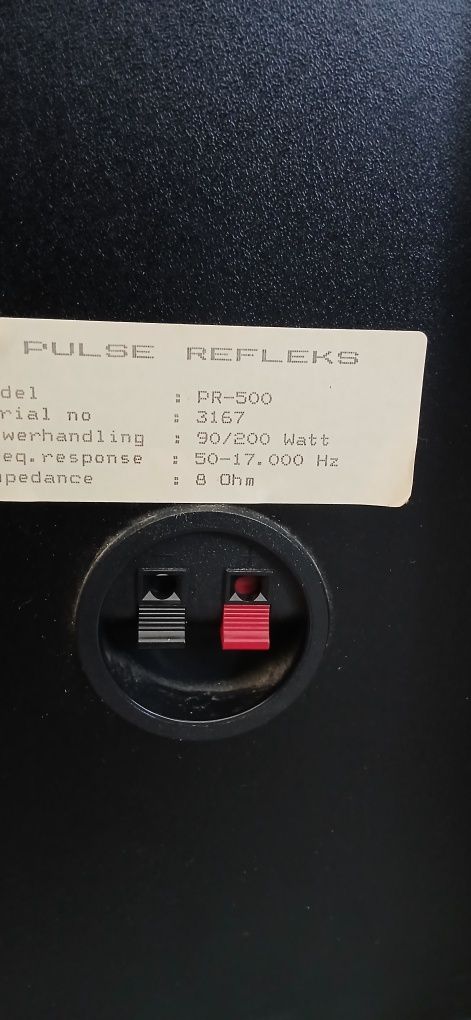 PULSE REFLEKS
del : PR-500
rial no : 3167
werhandling : 90/200 Watt
eq.response : 50-17.000 Hz
pedance : 8 Ohm
- +